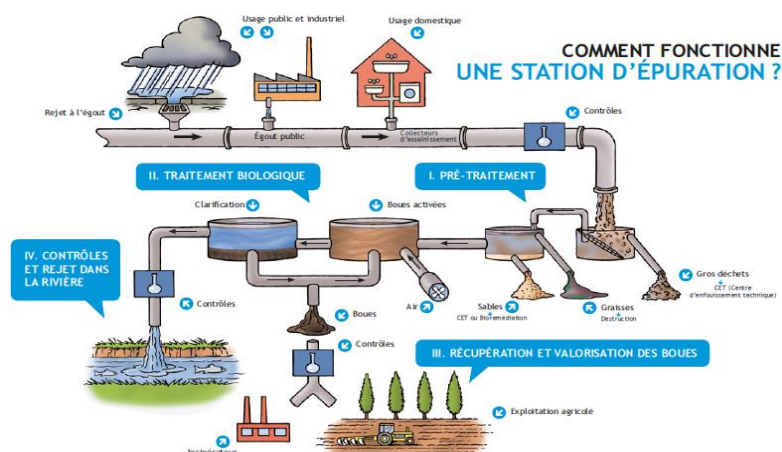 Usage public et industriel
Usage domestique
COMMENT FONCTIONNE
UNE STATION D'ÉPURATION ?
Rejet à l'égout
Égout public
Collecteurs
d'assainissement
Contrôles
II. TRAITEMENT BIOLOGIQUE
I. PRÉ-TRAITEMENT
Clarification
Boues activées
IV. CONTRÔLES
ET REJET DANS
LA RIVIÈRE
Contrôles
Boues
Air
Sables
CET ou Bio-remédiation
Graisses
Destruction
Gros déchets
CET (Centre
d'enfouissement technique)
Contrôles
III. RÉCUPÉRATION ET VALORISATION DES BOUES
Exploitation agricole